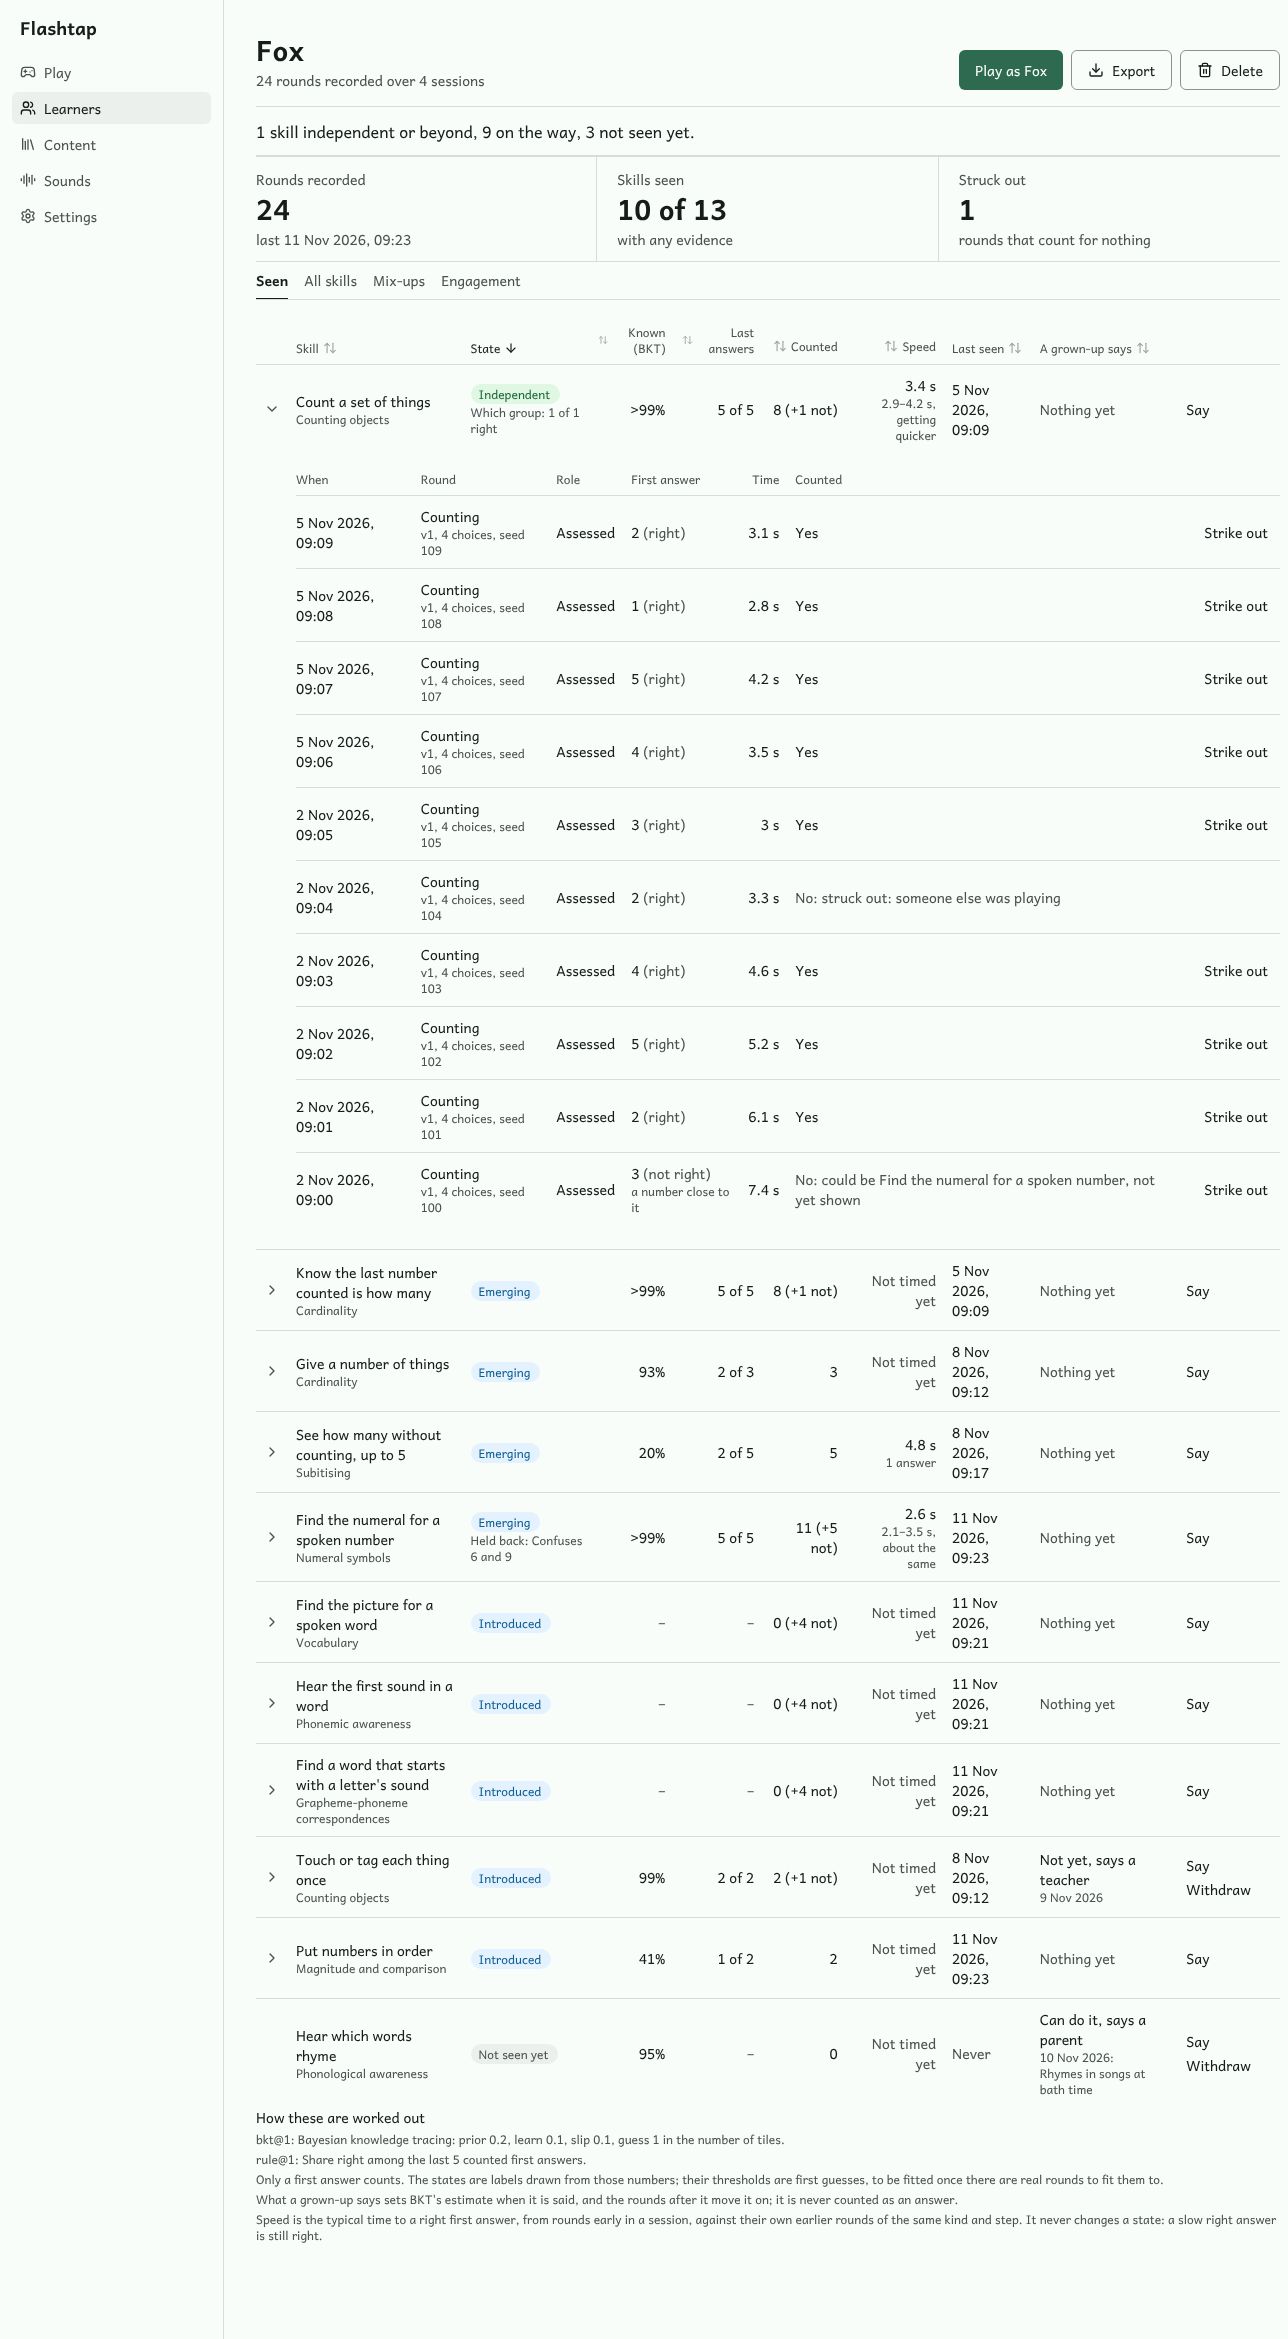 Flashtap
Play
Learners
Content
Sounds
Settings
Fox
24 rounds recorded over 4 sessions
Play as Fox
Export
Delete
1 skill independent or beyond, 9 on the way, 3 not seen yet.
Rounds recorded
24
last 11 Nov 2026, 09:23
Skills seen
10 of 13
with any evidence
Struck out
1
rounds that count for nothing
Seen All skills Mix-ups Engagement
Skill State Known (BKT) Last answers Counted Speed Last seen A grown-up says
Count a set of things
Counting objects
Independent
Which group: 1 of 1
right
>99%
5 of 5
8 (+1 not)
3.4 s
2.9–4.2 s,
getting
quicker
5 Nov
2026,
09:09
Nothing yet
Say
When Round Role First answer Time Counted
5 Nov 2026,
09:09
Counting
v1, 4 choices, seed
109
Assessed
2 (right)
3.1 s
Yes
Strike out
5 Nov 2026,
09:08
Counting
v1, 4 choices, seed
108
Assessed
1 (right)
2.8 s
Yes
Strike out
5 Nov 2026,
09:07
Counting
v1, 4 choices, seed
107
Assessed
5 (right)
4.2 s
Yes
Strike out
5 Nov 2026,
09:06
Counting
v1, 4 choices, seed
106
Assessed
4 (right)
3.5 s
Yes
Strike out
2 Nov 2026,
09:05
Counting
v1, 4 choices, seed
105
Assessed
3 (right)
3 s
Yes
Strike out
2 Nov 2026,
09:04
Counting
v1, 4 choices, seed
104
Assessed
2 (right)
3.3 s
No: struck out: someone else was playing
2 Nov 2026,
09:03
Counting
v1, 4 choices, seed
103
Assessed
4 (right)
4.6 s
Yes
Strike out
2 Nov 2026,
09:02
Counting
v1, 4 choices, seed
102
Assessed
5 (right)
5.2 s
Yes
Strike out
2 Nov 2026,
09:01
Counting
v1, 4 choices, seed
101
Assessed
2 (right)
6.1 s
Yes
Strike out
2 Nov 2026,
09:00
Counting
v1, 4 choices, seed
100
Assessed
3 (not right)
a number close to
it
7.4 s
No: could be Find the numeral for a spoken number, not
yet shown
Strike out
Know the last number
counted is how many
Cardinality
Emerging
>99%
5 of 5
8 (+1 not)
Not timed
yet
5 Nov
2026,
09:09
Nothing yet
Say
Give a number of things
Cardinality
Emerging
93%
2 of 3
3
Not timed
yet
8 Nov
2026,
09:12
Nothing yet
Say
See how many without
counting, up to 5
Subitising
Emerging
20%
2 of 5
5
4.8 s
1 answer
8 Nov
2026,
09:17
Nothing yet
Say
Find the numeral for a
spoken number
Numeral symbols
Emerging
Held back: Confuses
6 and 9
>99%
5 of 5
11 (+5
not)
2.6 s
2.1–3.5 s,
about the
same
11 Nov
2026,
09:23
Nothing yet
Say
Find the picture for a
spoken word
Vocabulary
Introduced
–
–
0 (+4 not)
Not timed
yet
11 Nov
2026,
09:21
Nothing yet
Say
Hear the first sound in a
word
Phonemic awareness
Introduced
–
–
0 (+4 not)
Not timed
yet
11 Nov
2026,
09:21
Nothing yet
Say
Find a word that starts
with a letter's sound
Grapheme-phoneme
correspondences
Introduced
–
–
0 (+4 not)
Not timed
yet
11 Nov
2026,
09:21
Nothing yet
Say
Touch or tag each thing
once
Counting objects
Introduced
99%
2 of 2
2 (+1 not)
Not timed
yet
8 Nov
2026,
09:12
Not yet, says a
teacher
9 Nov 2026
Say
Withdraw
Put numbers in order
Magnitude and comparison
Introduced
41%
1 of 2
2
Not timed
yet
11 Nov
2026,
09:23
Nothing yet
Say
Hear which words
rhyme
Phonological awareness
Not seen yet
95%
–
0
Not timed
yet
Never
Can do it, says a
parent
10 Nov 2026:
Rhymes in songs at
bath time
Say
Withdraw
How these are worked out
bkt@1: Bayesian knowledge tracing: prior 0.2, learn 0.1, slip 0.1, guess 1 in the number of tiles.
rule@1: Share right among the last 5 counted first answers.
Only a first answer counts. The states are labels drawn from those numbers; their thresholds are first guesses, to be fitted once there are real rounds to fit them to.
What a grown-up says sets BKT's estimate when it is said, and the rounds after it move it on; it is never counted as an answer.
Speed is the typical time to a right first answer, from rounds early in a session, against their own earlier rounds of the same kind and step. It never changes a state: a slow right answer
is still right.